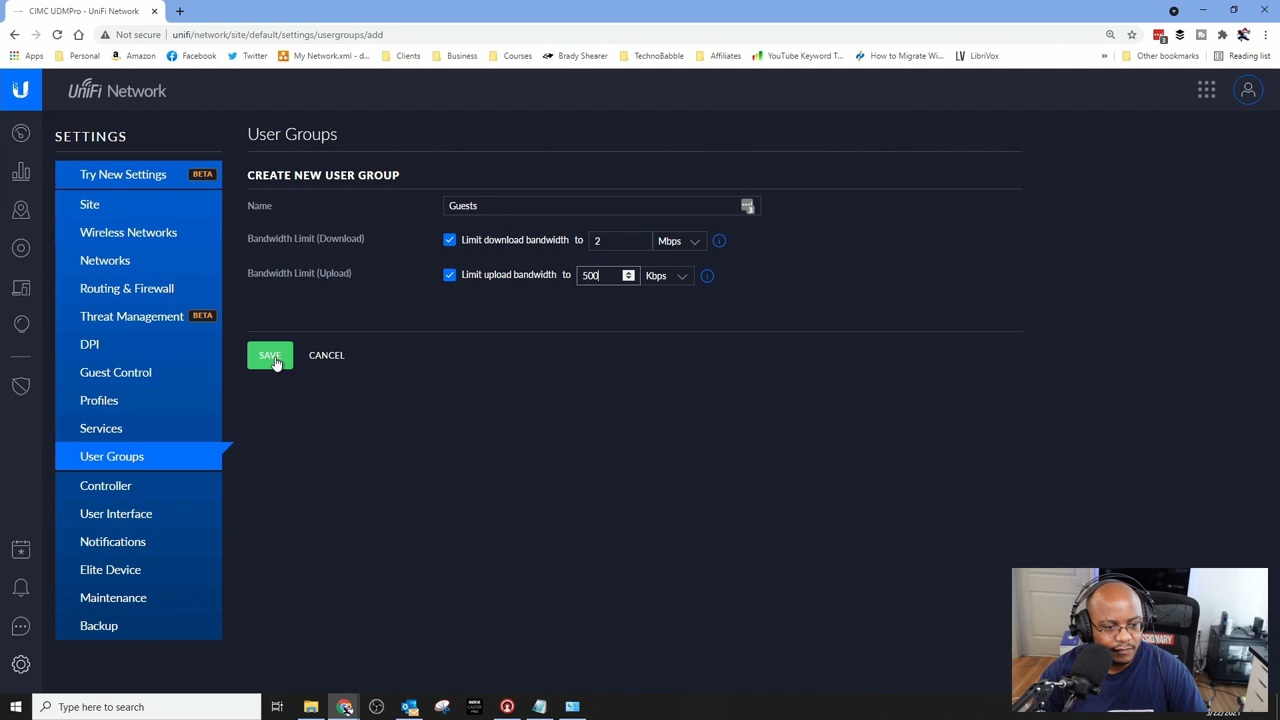 CIMC UDMPro - UniFi Network
Not secure unifi/network/site/default/settings/usergroups/add
Apps Personal Amazon Facebook Twitter My Network.xml - d... Clients Business Courses Brady Shearer TechnoBabble Affiliates YouTube Keyword T... How to Migrate Wi... LibriVox » Other bookmarks Reading list
UniFi Network
SETTINGS
Try New Settings BETA
Site
Wireless Networks
Networks
Routing & Firewall
Threat Management BETA
DPI
Guest Control
Profiles
Services
User Groups
Controller
User Interface
Notifications
Elite Device
Maintenance
Backup
User Groups
CREATE NEW USER GROUP
Name Guests
Bandwidth Limit (Download) Limit download bandwidth to 2 Mbps
Bandwidth Limit (Upload) Limit upload bandwidth to 500 Kbps
SAVE CANCEL
Type here to search